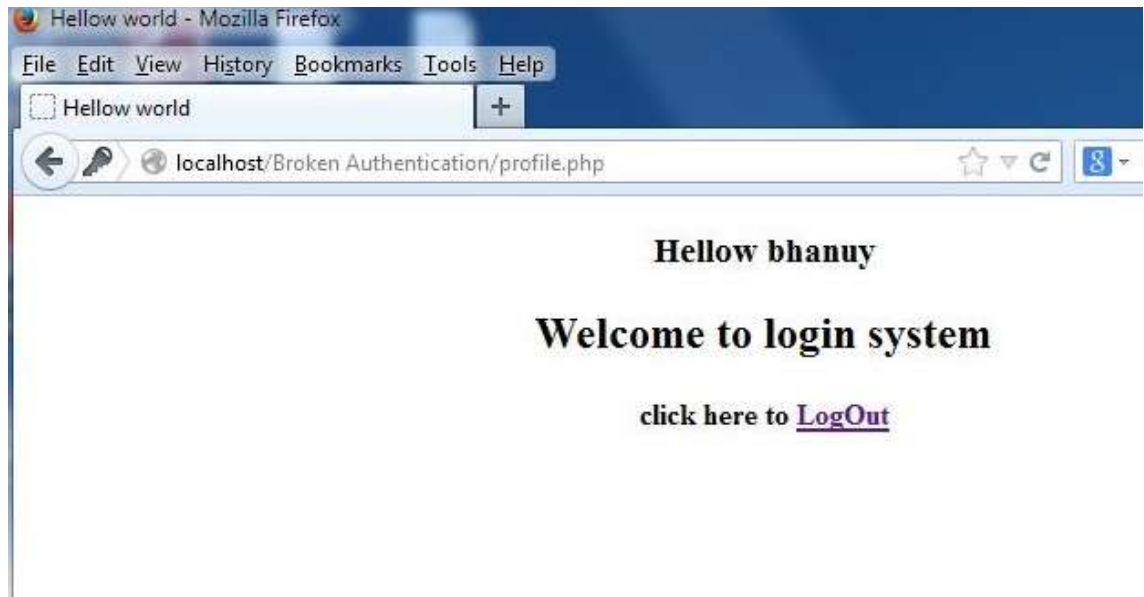 Hellow world - Mozilla Firefox
File Edit View History Bookmarks Tools Help
Hellow world +
localhost/Broken Authentication/profile.php 8
Hellow bhanuy
Welcome to login system
click here to LogOut